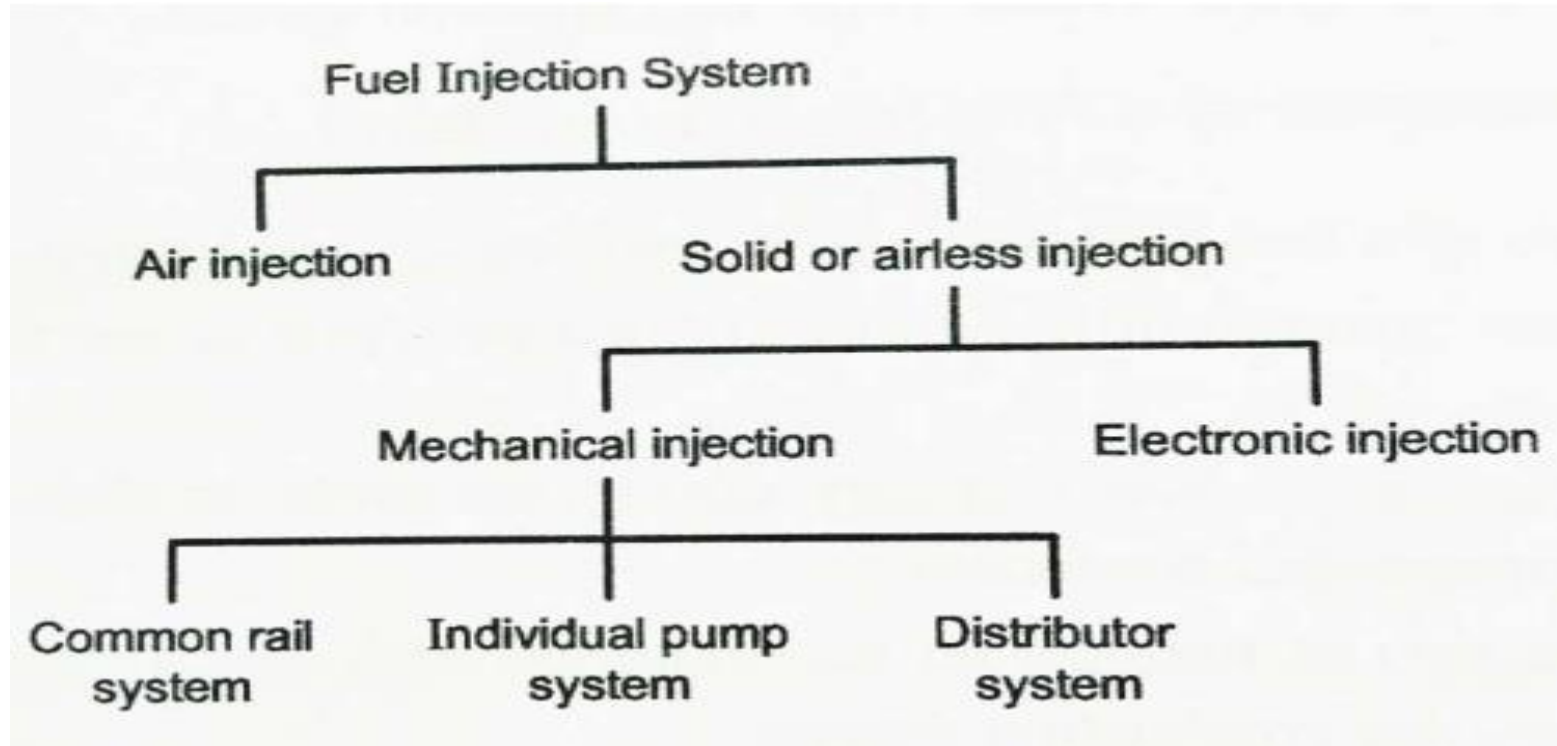 Fuel Injection System
Air injection
Solid or airless injection
Mechanical injection
Electronic injection
Common rail
system
Individual pump
system
Distributor
system